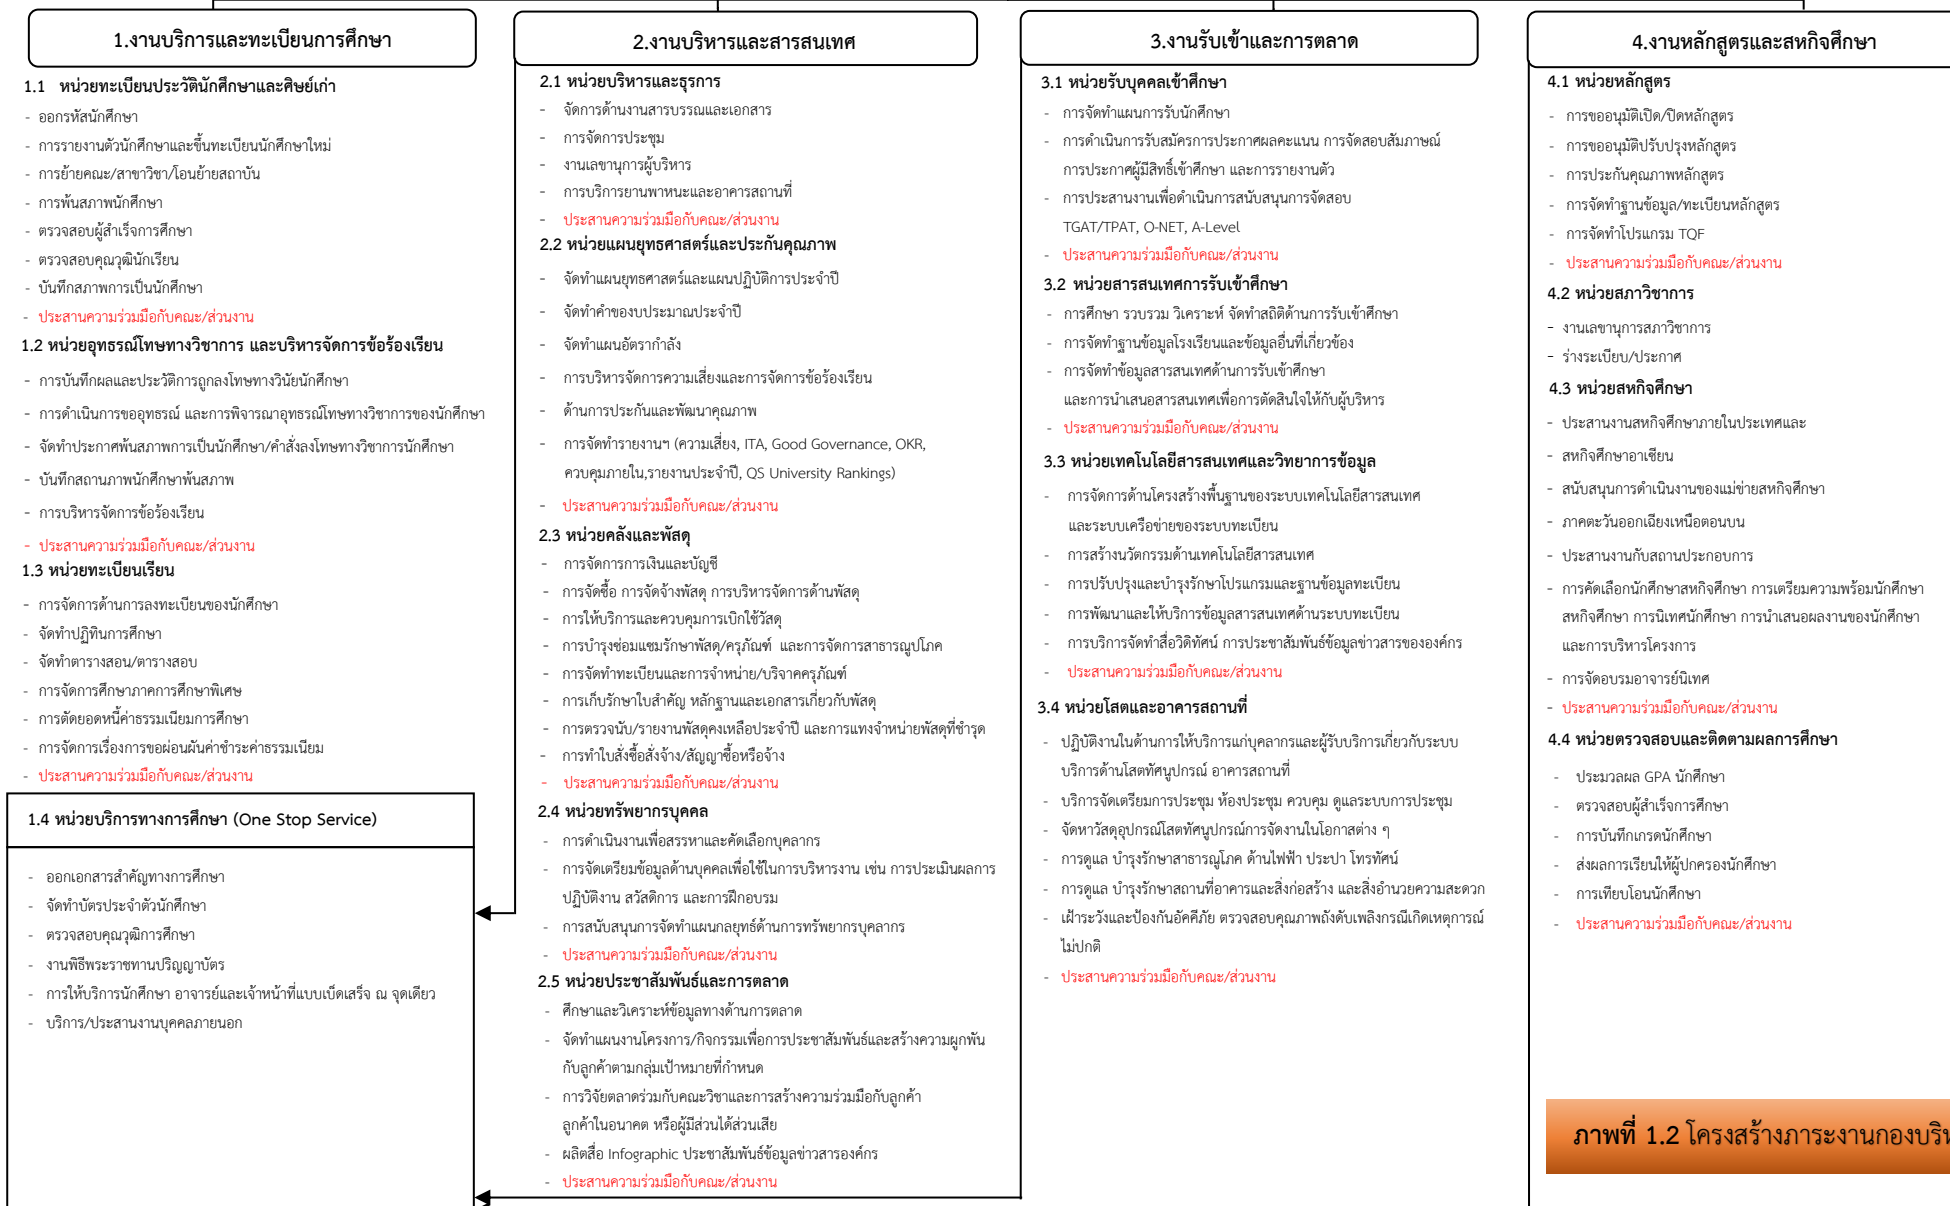 1.งานบริการและทะเบียนการศึกษา
1.1 หน่วยทะเบียนประวัตินักศึกษาและศิษย์เก่า
- ออกรหัสนักศึกษา
- การรายงานตัวนักศึกษาและขึ้นทะเบียนนักศึกษาใหม่
- การย้ายคณะ/สาขาวิชา/โอนย้ายสถาบัน
- การพ้นสภาพนักศึกษา
- ตรวจสอบผู้สำเร็จการศึกษา
- ตรวจสอบคุณวุฒินักเรียน
- บันทึกสภาพการเป็นนักศึกษา
- ประสานความร่วมมือกับคณะ/ส่วนงาน
1.2 หน่วยอุทธรณ์โทษทางวิชาการ และบริหารจัดการข้อร้องเรียน
- การบันทึกผลและประวัติการถูกลงโทษทางวินัยนักศึกษา
- การดำเนินการขออุทธรณ์ และการพิจารณาอุทธรณ์โทษทางวิชาการของนักศึกษา
- จัดทำประกาศพ้นสภาพการเป็นนักศึกษา/คำสั่งลงโทษทางวิชาการนักศึกษา
- บันทึกสถานภาพนักศึกษาพ้นสภาพ
- การบริหารจัดการข้อร้องเรียน
- ประสานความร่วมมือกับคณะ/ส่วนงาน
1.3 หน่วยทะเบียนเรียน
- การจัดการด้านการลงทะเบียนของนักศึกษา
- จัดทำปฏิทินการศึกษา
- จัดทำตารางสอน/ตารางสอบ
- การจัดการศึกษาภาคการศึกษาพิเศษ
- การตัดยอดหนี้ค่าธรรมเนียมการศึกษา
- การจัดการเรื่องการขอผ่อนผันค่าชำระค่าธรรมเนียม
- ประสานความร่วมมือกับคณะ/ส่วนงาน
1.4 หน่วยบริการทางการศึกษา (One Stop Service)
- ออกเอกสารสำคัญทางการศึกษา
- จัดทำบัตรประจำตัวนักศึกษา
- ตรวจสอบคุณวุฒิการศึกษา
- งานพิธีพระราชทานปริญญาบัตร
- การให้บริการนักศึกษา อาจารย์และเจ้าหน้าที่แบบเบ็ดเสร็จ ณ จุดเดียว
- บริการ/ประสานงานบุคคลภายนอก
2.งานบริหารและสารสนเทศ
2.1 หน่วยบริหารและธุรการ
- จัดการด้านงานสารบรรณและเอกสาร
- การจัดการประชุม
- งานเลขานุการผู้บริหาร
- การบริการยานพาหนะและอาคารสถานที่
- ประสานความร่วมมือกับคณะ/ส่วนงาน
2.2 หน่วยแผนยุทธศาสตร์และประกันคุณภาพ
- จัดทำแผนยุทธศาสตร์และแผนปฏิบัติการประจำปี
- จัดทำคำของบประมาณประจำปี
- จัดทำแผนอัตรากำลัง
- การบริหารจัดการความเสี่ยงและการจัดการข้อร้องเรียน
- ด้านการประกันและพัฒนาคุณภาพ
- การจัดทำรายงานฯ (ความเสี่ยง, ITA, Good Governance, OKR,
ควบคุมภายใน,รายงานประจำปี, QS University Rankings)
- ประสานความร่วมมือกับคณะ/ส่วนงาน
2.3 หน่วยคลังและพัสดุ
- การจัดการการเงินและบัญชี
- การจัดซื้อ การจัดจ้างพัสดุ การบริหารจัดการด้านพัสดุ
- การให้บริการและควบคุมการเบิกใช้วัสดุ
- การบำรุงซ่อมแซมรักษาพัสดุ/ครุภัณฑ์ และการจัดการสาธารณูปโภค
- การจัดทำทะเบียนและการจำหน่าย/บริจาคครุภัณฑ์
- การเก็บรักษาใบสำคัญ หลักฐานและเอกสารเกี่ยวกับพัสดุ
- การตรวจนับ/รายงานพัสดุคงเหลือประจำปี และการแทงจำหน่ายพัสดุที่ชำรุด
- การทำใบสั่งซื้อสั่งจ้าง/สัญญาซื้อหรือจ้าง
- ประสานความร่วมมือกับคณะ/ส่วนงาน
2.4 หน่วยทรัพยากรบุคคล
- การดำเนินงานเพื่อสรรหาและคัดเลือกบุคลากร
- การจัดเตรียมข้อมูลด้านบุคคลเพื่อใช้ในการบริหารงาน เช่น การประเมินผลการ
ปฏิบัติงาน สวัสดิการ และการฝึกอบรม
- การสนับสนุนการจัดทำแผนกลยุทธ์ด้านการทรัพยากรบุคลากร
- ประสานความร่วมมือกับคณะ/ส่วนงาน
2.5 หน่วยประชาสัมพันธ์และการตลาด
- ศึกษาและวิเคราะห์ข้อมูลทางด้านการตลาด
- จัดทำแผนงานโครงการ/กิจกรรมเพื่อการประชาสัมพันธ์และสร้างความผูกพัน
กับลูกค้าตามกลุ่มเป้าหมายที่กำหนด
- การวิจัยตลาดร่วมกับคณะวิชาและการสร้างความร่วมมือกับลูกค้า
ลูกค้าในอนาคต หรือผู้มีส่วนได้ส่วนเสีย
- ผลิตสื่อ Infographic ประชาสัมพันธ์ข้อมูลข่าวสารองค์กร
- ประสานความร่วมมือกับคณะ/ส่วนงาน
3.งานรับเข้าและการตลาด
3.1 หน่วยรับบุคคลเข้าศึกษา
- การจัดทำแผนการรับนักศึกษา
- การดำเนินการรับสมัครการประกาศผลคะแนน การจัดสอบสัมภาษณ์
การประกาศผู้มีสิทธิ์เข้าศึกษา และการรายงานตัว
- การประสานงานเพื่อดำเนินการสนับสนุนการจัดสอบ
TGAT/TPAT, O-NET, A-Level
- ประสานความร่วมมือกับคณะ/ส่วนงาน
3.2 หน่วยสารสนเทศการรับเข้าศึกษา
- การศึกษา รวบรวม วิเคราะห์ จัดทำสถิติด้านการรับเข้าศึกษา
- การจัดทำฐานข้อมูลโรงเรียนและข้อมูลอื่นที่เกี่ยวข้อง
- การจัดทำข้อมูลสารสนเทศด้านการรับเข้าศึกษา
และการนำเสนอสารสนเทศเพื่อการตัดสินใจให้กับผู้บริหาร
- ประสานความร่วมมือกับคณะ/ส่วนงาน
3.3 หน่วยเทคโนโลยีสารสนเทศและวิทยาการข้อมูล
- การจัดการด้านโครงสร้างพื้นฐานของระบบเทคโนโลยีสารสนเทศ
และระบบเครือข่ายของระบบทะเบียน
- การสร้างนวัตกรรมด้านเทคโนโลยีสารสนเทศ
- การปรับปรุงและบำรุงรักษาโปรแกรมและฐานข้อมูลทะเบียน
- การพัฒนาและให้บริการข้อมูลสารสนเทศด้านระบบทะเบียน
- การบริการจัดทำสื่อวิดิทัศน์ การประชาสัมพันธ์ข้อมูลข่าวสารขององค์กร
- ประสานความร่วมมือกับคณะ/ส่วนงาน
3.4 หน่วยโสตและอาคารสถานที่
- ปฏิบัติงานในด้านการให้บริการแก่บุคลากรและผู้รับบริการเกี่ยวกับระบบ
บริการด้านโสตทัศนูปกรณ์ อาคารสถานที่
- บริการจัดเตรียมการประชุม ห้องประชุม ควบคุม ดูแลระบบการประชุม
- จัดหาวัสดุอุปกรณ์โสตทัศนูปกรณ์การจัดงานในโอกาสต่าง ๆ
- การดูแล บำรุงรักษาสาธารณูโภค ด้านไฟฟ้า ประปา โทรทัศน์
- การดูแล บำรุงรักษาสถานที่อาคารและสิ่งก่อสร้าง และสิ่งอำนวยความสะดวก
- เฝ้าระวังและป้องกันอัคคีภัย ตรวจสอบคุณภาพถังดับเพลิงกรณีเกิดเหตุการณ์
ไม่ปกติ
- ประสานความร่วมมือกับคณะ/ส่วนงาน
4.งานหลักสูตรและสหกิจศึกษา
4.1 หน่วยหลักสูตร
- การขออนุมัติเปิด/ปิดหลักสูตร
- การขออนุมัติปรับปรุงหลักสูตร
- การประกันคุณภาพหลักสูตร
- การจัดทำฐานข้อมูล/ทะเบียนหลักสูตร
- การจัดทำโปรแกรม TQF
- ประสานความร่วมมือกับคณะ/ส่วนงาน
4.2 หน่วยสภาวิชาการ
- งานเลขานุการสภาวิชาการ
- ร่างระเบียบ/ประกาศ
4.3 หน่วยสหกิจศึกษา
- ประสานงานสหกิจศึกษาภายในประเทศและ
- สหกิจศึกษาอาเซียน
- สนับสนุนการดำเนินงานของแม่ข่ายสหกิจศึกษา
- ภาคตะวันออกเฉียงเหนือตอนบน
- ประสานงานกับสถานประกอบการ
- การคัดเลือกนักศึกษาสหกิจศึกษา การเตรียมความพร้อมนักศึกษา
สหกิจศึกษา การนิเทศนักศึกษา การนำเสนอผลงานของนักศึกษา
และการบริหารโครงการ
- การจัดอบรมอาจารย์นิเทศ
- ประสานความร่วมมือกับคณะ/ส่วนงาน
4.4 หน่วยตรวจสอบและติดตามผลการศึกษา
- ประมวลผล GPA นักศึกษา
- ตรวจสอบผู้สำเร็จการศึกษา
- การบันทึกเกรดนักศึกษา
- ส่งผลการเรียนให้ผู้ปกครองนักศึกษา
- การเทียบโอนนักศึกษา
- ประสานความร่วมมือกับคณะ/ส่วนงาน
ภาพที่ 1.2 โครงสร้างภาระงานกองบริห